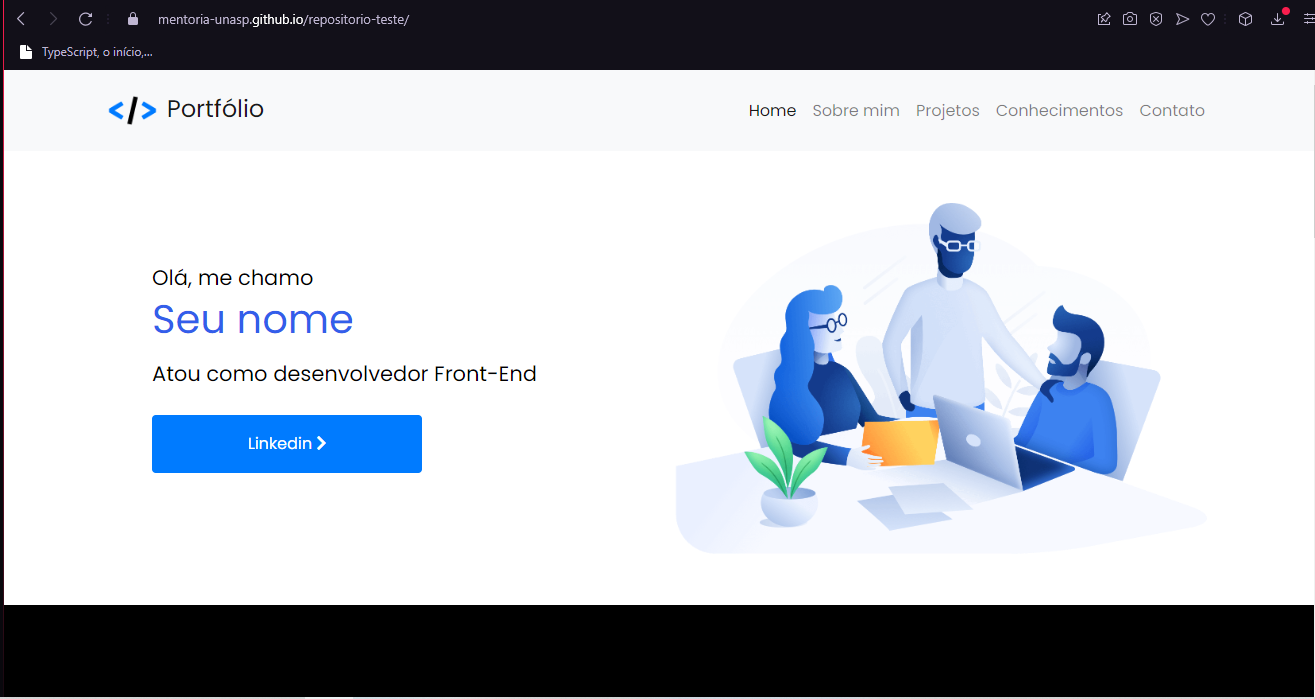 mentoria-unasp.github.io/repositorio-teste/
TypeScript, o início,...
</> Portfólio
Home Sobre mim Projetos Conhecimentos Contato
Olá, me chamo
Seu nome
Atou como desenvolvedor Front-End
Linkedin